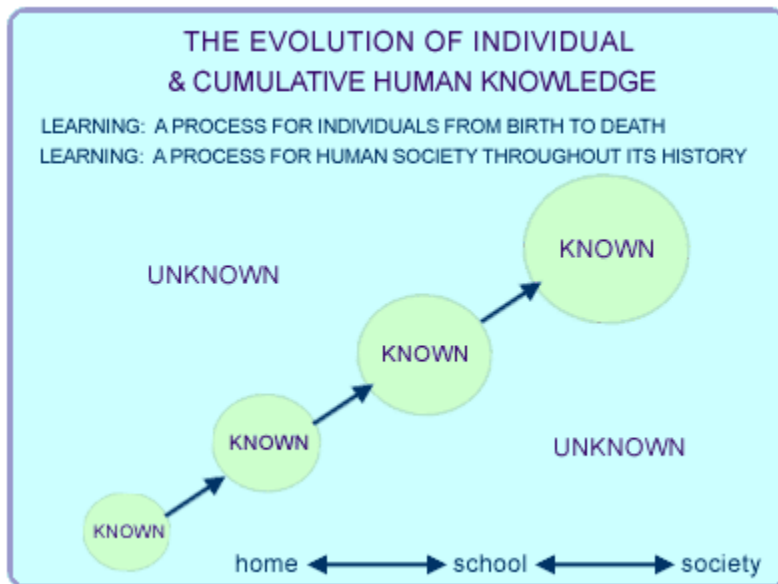 THE EVOLUTION OF INDIVIDUAL
& CUMULATIVE HUMAN KNOWLEDGE
LEARNING: A PROCESS FOR INDIVIDUALS FROM BIRTH TO DEATH
LEARNING: A PROCESS FOR HUMAN SOCIETY THROUGHOUT ITS HISTORY
KNOWN
UNKNOWN
KNOWN
KNOWN
UNKNOWN
KNOWN
home school society